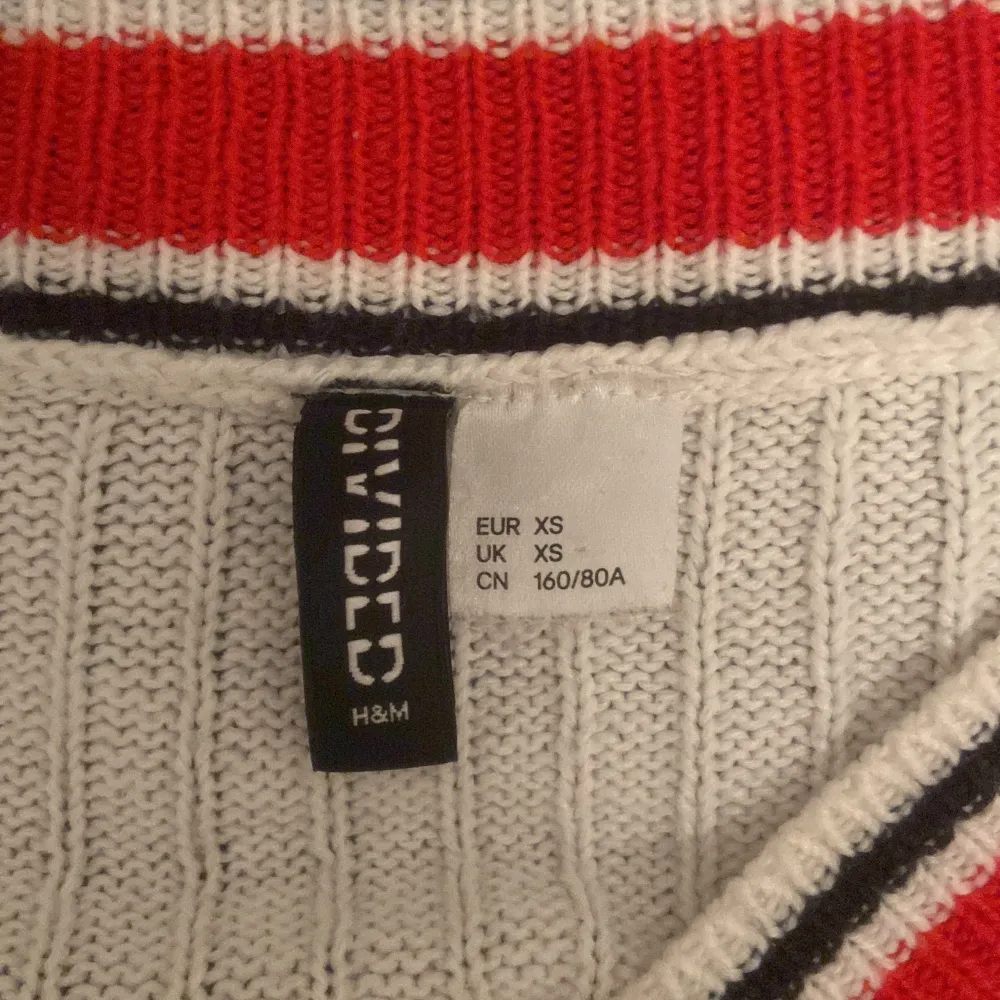 DIVIDED
H&M
EUR XS
UK XS
CN 160/80A